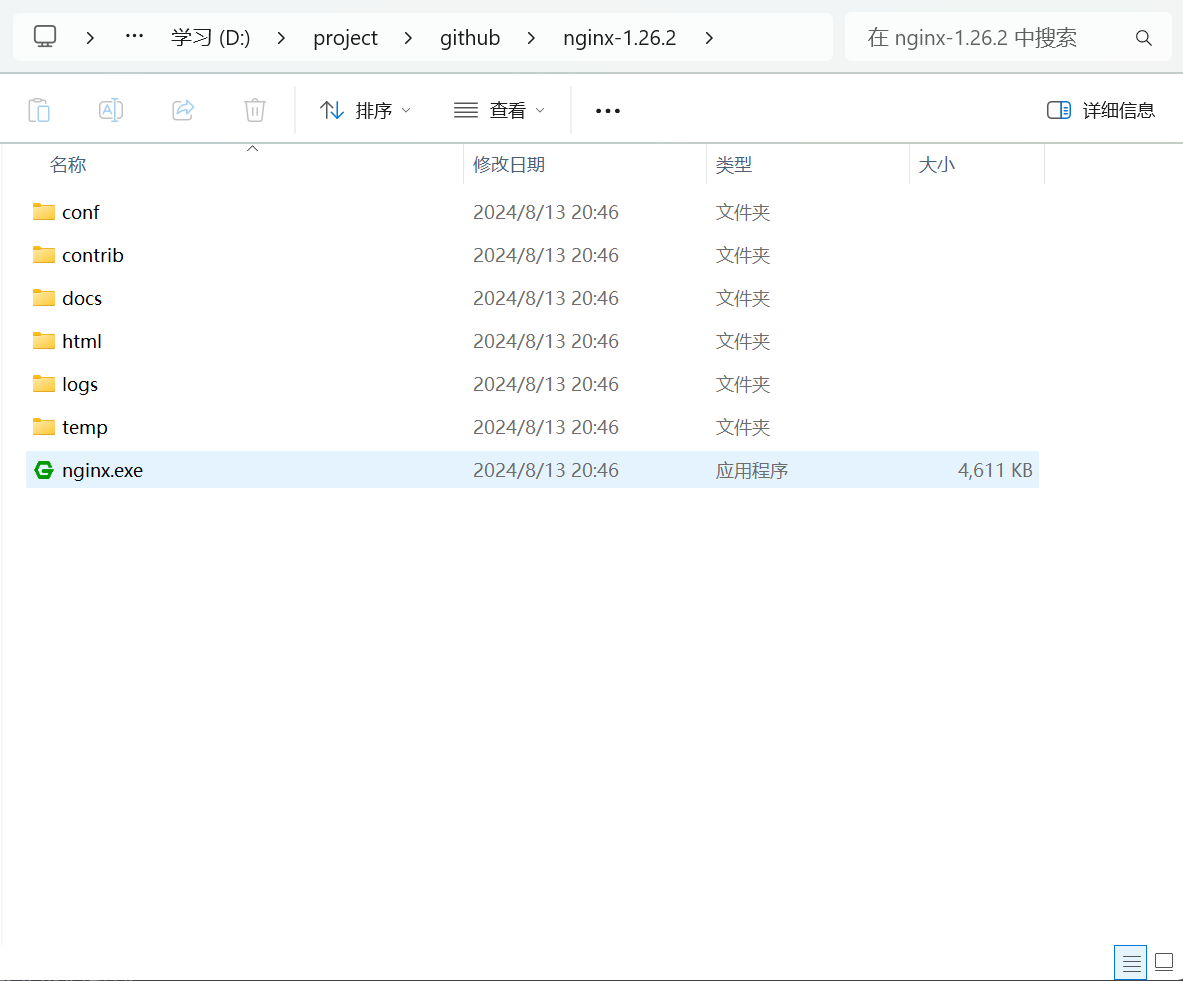 学习 (D:) project github nginx-1.26.2 在 nginx-1.26.2 中搜索
排序 查看 详细信息
名称 修改日期 类型 大小
conf 2024/8/13 20:46 文件夹
contrib 2024/8/13 20:46 文件夹
docs 2024/8/13 20:46 文件夹
html 2024/8/13 20:46 文件夹
logs 2024/8/13 20:46 文件夹
temp 2024/8/13 20:46 文件夹
nginx.exe 2024/8/13 20:46 应用程序 4,611 KB